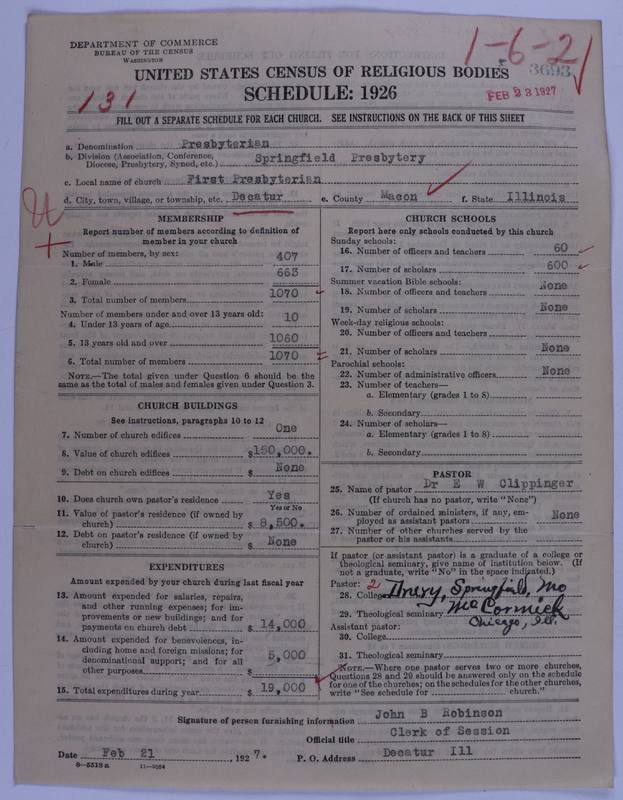 DEPARTMENT OF COMMERCE
BUREAU OF THE CENSUS
WASHINGTON
1-6-2
3693
UNITED STATES CENSUS OF RELIGIOUS BODIES
SCHEDULE: 1926
131
FEB 23 1927
FILL OUT A SEPARATE SCHEDULE FOR EACH CHURCH. SEE INSTRUCTIONS ON THE BACK OF THIS SHEET
a. Denomination Presbyterian
b. Division (Association, Conference, Diocese, Presbytery, Synod, etc.) Springfield Presbytery
c. Local name of church First Presbyterian
d. City, town, village, or township, etc. Decatur e. County Macon f. State Illinois
MEMBERSHIP
Report number of members according to definition of
member in your church
Number of members, by sex:
1. Male 407
2. Female 663
3. Total number of members 1070
Number of members under and over 13 years old:
4. Under 13 years of age 10
5. 13 years old and over 1060
6. Total number of members 1070
NOTE.—The total given under Question 6 should be the
same as the total of males and females given under Question 3.
CHURCH BUILDINGS
See instructions, paragraphs 10 to 12
7. Number of church edifices One
8. Value of church edifices $150,000.
9. Debt on church edifices $ None
10. Does church own pastor's residence Yes
Yes or No
11. Value of pastor's residence (if owned by
church) $ 8,500.
12. Debt on pastor's residence (if owned by
church) $ None
EXPENDITURES
Amount expended by your church during last fiscal year
13. Amount expended for salaries, repairs,
and other running expenses; for im-
provements or new buildings; and for
payments on church debt $ 14,000
14. Amount expended for benevolences, in-
cluding home and foreign missions; for
denominational support; and for all
other purposes $ 5,000
15. Total expenditures during year $ 19,000
CHURCH SCHOOLS
Report here only schools conducted by this church
Sunday schools:
16. Number of officers and teachers 60
17. Number of scholars 600
Summer vacation Bible schools:
18. Number of officers and teachers None
19. Number of scholars None
Week-day religious schools:
20. Number of officers and teachers
21. Number of scholars None
Parochial schools:
22. Number of administrative officers None
23. Number of teachers—
a. Elementary (grades 1 to 8)
b. Secondary
24. Number of scholars—
a. Elementary (grades 1 to 8)
b. Secondary
PASTOR
25. Name of pastor Dr E W Clippinger
(If church has no pastor, write "None")
26. Number of ordained ministers, if any, em-
ployed as assistant pastors None
27. Number of other churches served by the
pastor or his assistants
If pastor (or assistant pastor) is a graduate of a college or
theological seminary, give name of institution below. (If
not a graduate, write "No" in the space indicated.)
Pastor: 2
28. College Drury, Springfield, Mo
29. Theological seminary McCormick
Chicago, Ill.
Assistant pastor:
30. College
31. Theological seminary
NOTE.—Where one pastor serves two or more churches,
Questions 28 and 29 should be answered only on the schedule
for one of the churches; on the schedules for the other churches,
write "See schedule for church."
Signature of person furnishing information John B Robinson
Official title Clerk of Session
Date Feb 21, 1927. P. O. Address Decatur Ill
8—5518 a 11—9054